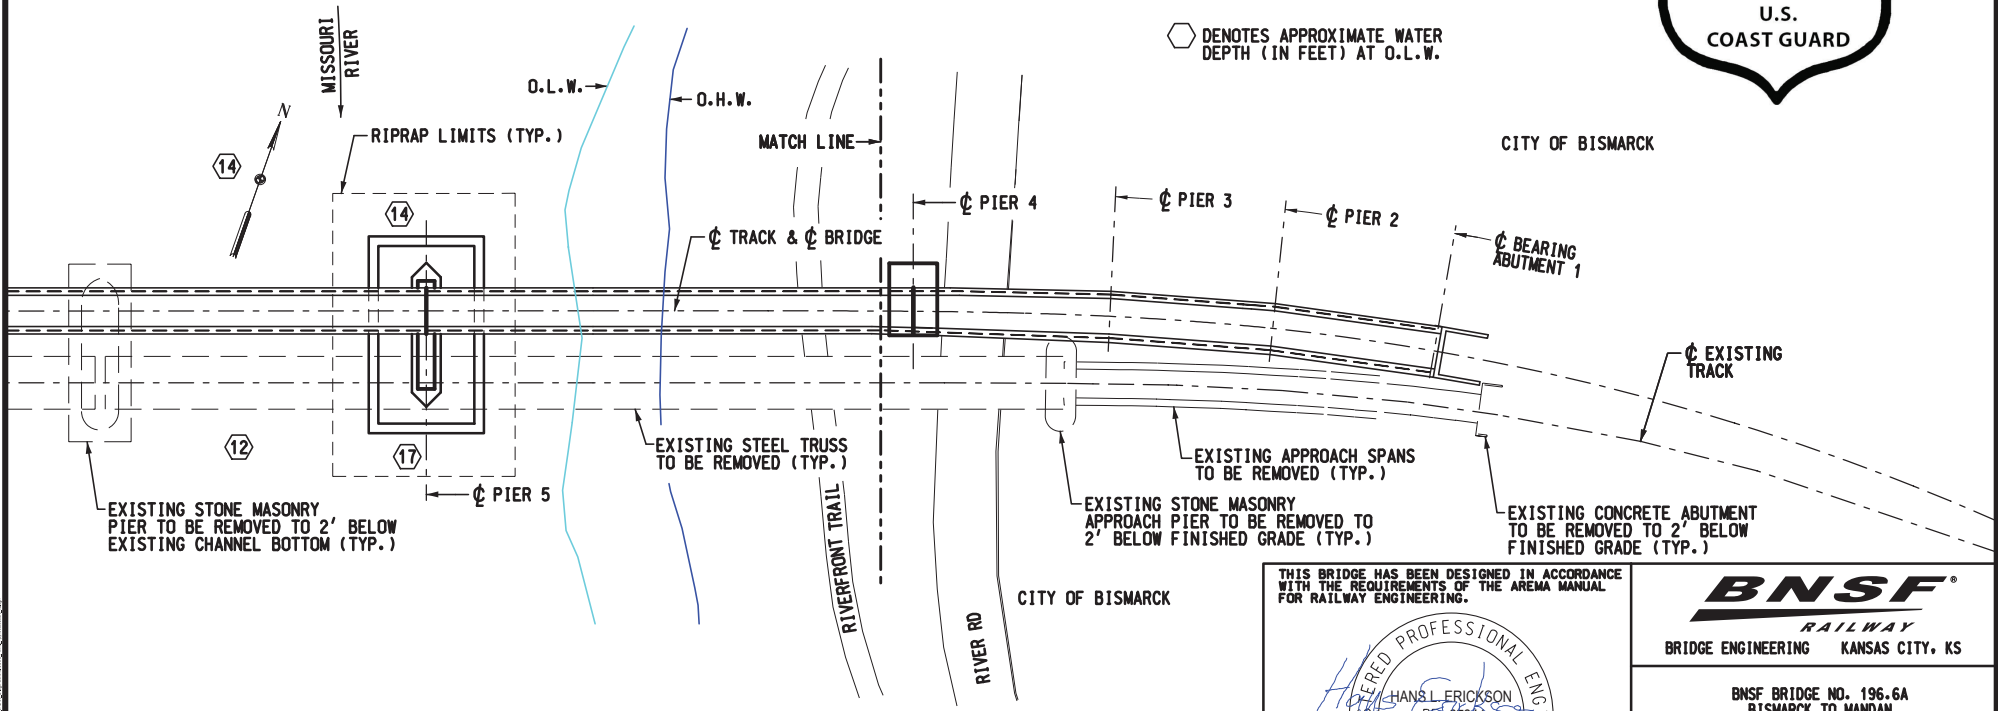 MISSOURI
RIVER
DENOTES APPROXIMATE WATER
DEPTH (IN FEET) AT O.L.W.
U.S.
COAST GUARD
O.L.W.
O.H.W.
N
RIPRAP LIMITS (TYP.)
MATCH LINE
CITY OF BISMARCK
14
14
℄ PIER 4
℄ PIER 3
℄ PIER 2
℄ BEARING
ABUTMENT 1
℄ TRACK & ℄ BRIDGE
℄ EXISTING
TRACK
12
17
EXISTING STEEL TRUSS
TO BE REMOVED (TYP.)
EXISTING APPROACH SPANS
TO BE REMOVED (TYP.)
℄ PIER 5
EXISTING STONE MASONRY
PIER TO BE REMOVED TO 2' BELOW
EXISTING CHANNEL BOTTOM (TYP.)
EXISTING STONE MASONRY
APPROACH PIER TO BE REMOVED TO
2' BELOW FINISHED GRADE (TYP.)
EXISTING CONCRETE ABUTMENT
TO BE REMOVED TO 2' BELOW
FINISHED GRADE (TYP.)
RIVERFRONT TRAIL
RIVER RD
CITY OF BISMARCK
THIS BRIDGE HAS BEEN DESIGNED IN ACCORDANCE
WITH THE REQUIREMENTS OF THE AREMA MANUAL
FOR RAILWAY ENGINEERING.
ERED PROFESSIONAL ENG
HANS L. ERICKSON
BNSF®
RAILWAY
BRIDGE ENGINEERING KANSAS CITY, KS
BNSF BRIDGE NO. 196.6A
BISMARCK TO MANDAN